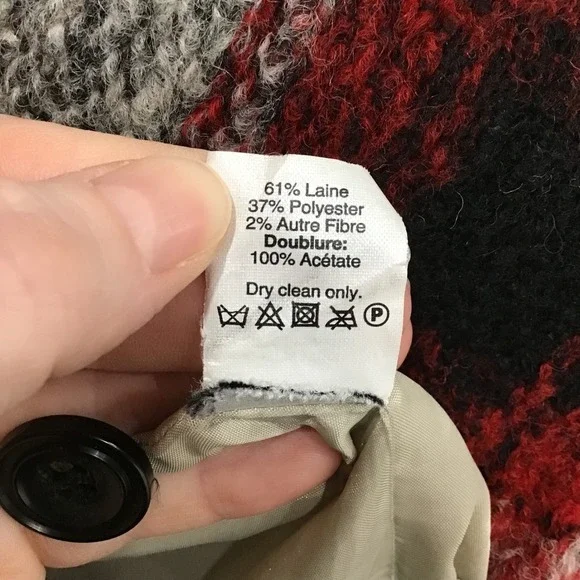 61% Laine
37% Polyester
2% Autre Fibre
Doublure:
100% Acétate
Dry clean only.
P